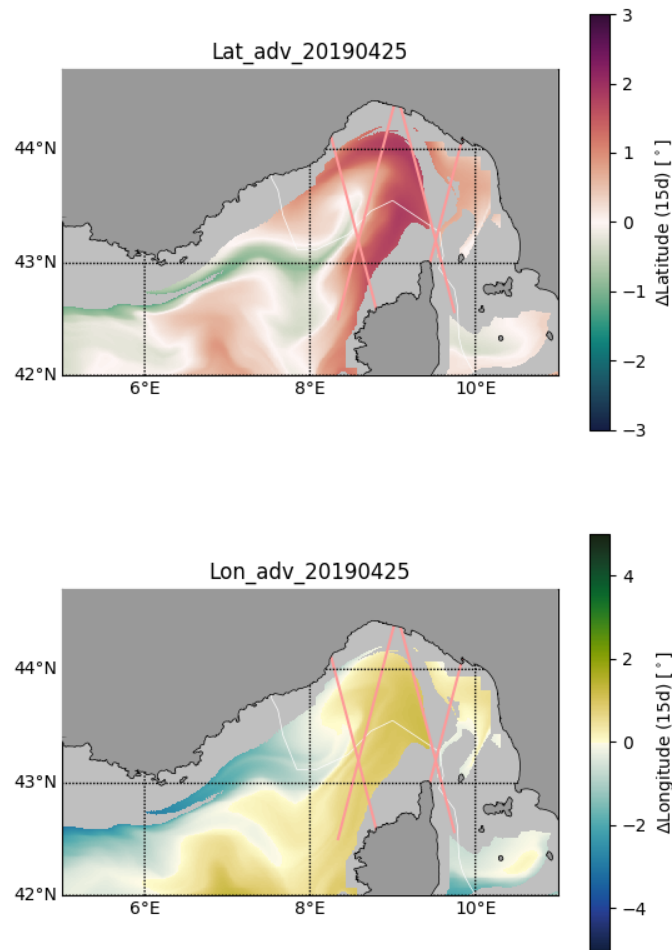 Lat_adv_20190425
44°N
43°N
42°N
6°E
8°E
10°E
3
2
1
0
−1
−2
−3
ΔLatitude (15d) [°]
Lon_adv_20190425
44°N
43°N
42°N
6°E
8°E
10°E
4
2
0
−2
−4
ΔLongitude (15d) [°]